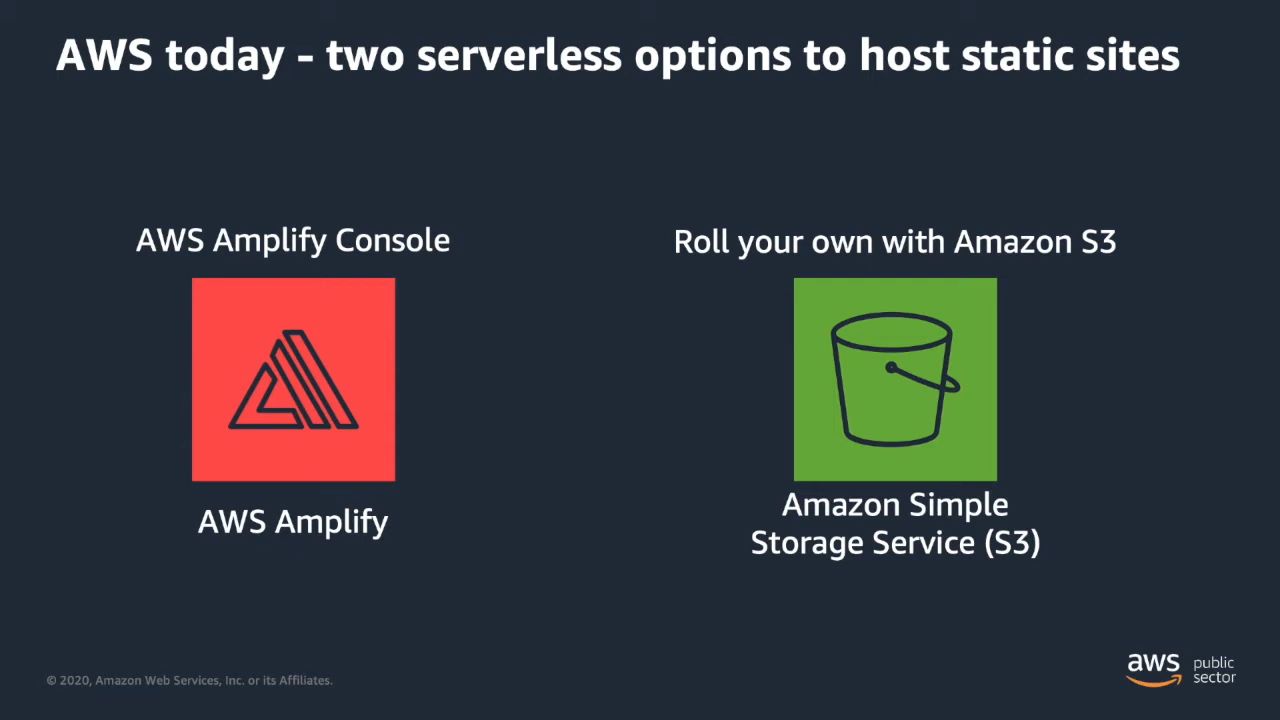 AWS today - two serverless options to host static sites
AWS Amplify Console
Roll your own with Amazon S3
AWS Amplify
Amazon Simple
Storage Service (S3)
© 2020, Amazon Web Services, Inc. or its Affiliates.
aws
public
sector